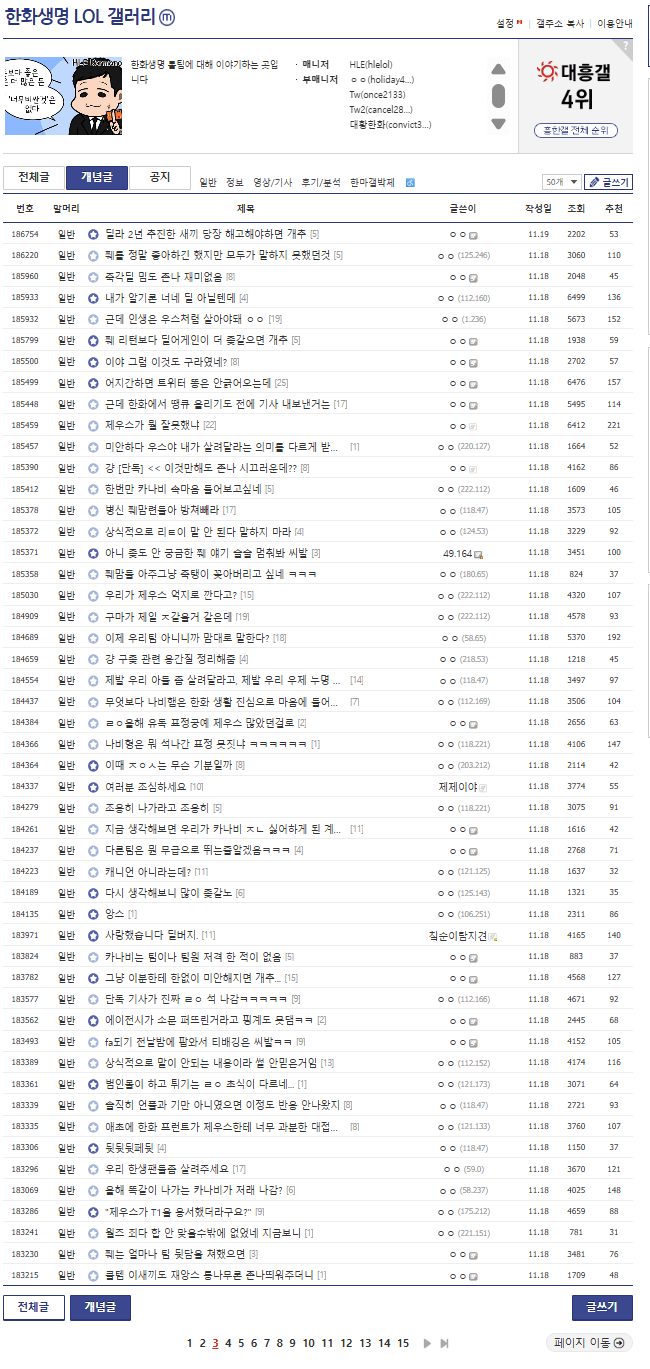 한화생명 LOL 갤러리 ⓜ
설정 | 갤주소 복사 | 이용안내
한화생명 롤팀에 대해 이야기하는 곳입니다
· 매니저 HLE(hlelol)
· 부매니저 ㅇㅇ(holiday4...)
Tw(once2133)
Tw2(cancel28...)
대황한화(convict3...)
?
대흥갤
4위
흥한갤 전체 순위
전체글 개념글 공지 일반 정보 영상/기사 후기/분석 한마갤박제 50개 글쓰기
번호 말머리 제목 글쓴이 작성일 조회 추천
186754 일반 딜라 2년 추진한 새끼 당장 해고해야하면 개추 [5] ㅇㅇ 11.19 2202 53
186220 일반 풰를 정말 좋아하긴 했지만 모두가 말하지 못했던것 [5] ㅇㅇ (125.246) 11.18 3060 110
185960 일반 즉각딜 밈도 존나 재미없음 [8] ㅇㅇ 11.18 2048 45
185933 일반 내가 알기론 너네 딜 아닐텐데 [4] ㅇㅇ (112.160) 11.18 6499 136
185932 일반 근데 인생은 우스처럼 살아야돼 ㅇㅇ [19] ㅇㅇ (1.236) 11.18 5673 152
185799 일반 풰 리턴보다 딜어게인이 더 좆같으면 개추 [5] ㅇㅇ 11.18 1938 59
185500 일반 이야 그럼 이것도 구라였네? [8] ㅇㅇ 11.18 2702 57
185499 일반 어지간하면 트위터 똥은 안긁어오는데 [25] ㅇㅇ 11.18 6476 157
185448 일반 근데 한화에서 땡큐 올리기도 전에 기사 내보낸거는 [17] ㅇㅇ 11.18 5495 114
185459 일반 제우스가 뭘 잘못했냐 [22] ㅇㅇ 11.18 6412 221
185457 일반 미안하다 우스야 내가 살려달라는 의미를 다르게 받... [1] ㅇㅇ (220.127) 11.18 1664 52
185390 일반 걍 [단독] << 이것만해도 존나 시끄러운데?? [8] ㅇㅇ 11.18 4162 86
185412 일반 한번만 카나비 속마음 들어보고싶네 [5] ㅇㅇ (222.112) 11.18 1609 46
185378 일반 병신 풰맘련들아 방쳐빼라 [17] ㅇㅇ (118.47) 11.18 3573 105
185372 일반 상식적으로 리ㅌ이 말 안 된다 말하지 마라 [4] ㅇㅇ (124.53) 11.18 3229 92
185371 일반 아니 좆도 안 궁금한 풰 얘기 슬슬 멈춰봐 씨발 [3] 49.164 11.18 3451 100
185358 일반 풰맘들 아주그냥 죽탱이 꽂아버리고 싶네 ㅋㅋㅋ ㅇㅇ (180.65) 11.18 824 37
185030 일반 우리가 제우스 억지로 깐다고? [15] ㅇㅇ (222.112) 11.18 4320 107
184909 일반 구마가 제일 ㅈ같을거 같은데 [19] ㅇㅇ (222.112) 11.18 4578 93
184689 일반 이제 우리팀 아니니까 맘대로 말한다? [18] ㅇㅇ (58.65) 11.18 5370 192
184659 일반 걍 구좆 관련 용간질 정리해줌 [4] ㅇㅇ (218.53) 11.18 1218 45
184554 일반 제발 우리 아들 좀 살려달라고, 제발 우리 우제 누명 ... [14] ㅇㅇ (118.47) 11.18 3497 97
184437 일반 무엇보다 나비햄은 한화 생활 진심으로 마음에 들어... [7] ㅇㅇ (112.169) 11.18 3506 104
184384 일반 ㄹㅇ올해 유독 표정궁예 제우스 많았던걸로 [2] ㅇㅇ 11.18 2656 63
184366 일반 나비형은 뭐 석나간 표정 못짓냐 ㅋㅋㅋㅋㅋㅋ [1] ㅇㅇ (118.221) 11.18 4106 147
184364 일반 이때 ㅈㅇㅅ는 무슨 기분일까 [8] ㅇㅇ (203.212) 11.18 2114 42
184337 일반 여러분 조심하세요 [10] 제제이야 11.18 3774 55
184279 일반 조용히 나가라고 조용히 [5] ㅇㅇ (118.221) 11.18 3075 91
184261 일반 지금 생각해보면 우리가 카나비 ㅈㄴ 싫어하게 된 계... [11] ㅇㅇ 11.18 1616 42
184237 일반 다른팀은 뭔 무급으로 뛰는줄알겠음ㅋㅋㅋ [4] ㅇㅇ 11.18 2768 71
184223 일반 캐니언 아니라는데? [11] ㅇㅇ (121.125) 11.18 1637 32
184189 일반 다시 생각해보니 많이 좆같노 [6] ㅇㅇ (125.143) 11.18 1321 35
184135 일반 앙스 [1] ㅇㅇ (106.251) 11.18 2311 86
183971 일반 사랑했습니다 딜버지. [11] 칰순이탐지견 11.18 4165 140
183824 일반 카나비는 팀이나 팀원 저격 한 적이 없음 [5] ㅇㅇ 11.18 883 37
183782 일반 그냥 이분한테 한없이 미안해지면 개추... [15] ㅇㅇ 11.18 4568 127
183577 일반 단독 기사가 진짜 ㄹㅇ 석 나감ㅋㅋㅋㅋㅋ [9] ㅇㅇ (112.166) 11.18 4671 92
183562 일반 에이전시가 소문 퍼뜨린거라고 핑계도 못댐ㅋㅋ [2] ㅇㅇ 11.18 2445 68
183493 일반 fa되기 전날밤에 팝와서 티배깅은 씨발ㅋㅋ [9] ㅇㅇ 11.18 4152 105
183389 일반 상식적으로 말이 안되는 내용이라 썰 안믿은거임 [13] ㅇㅇ (112.152) 11.18 4174 116
183361 일반 범인몰이 하고 튀기는 ㄹㅇ 초식이 다르네... [1] ㅇㅇ (121.173) 11.18 3071 64
183339 일반 솔직히 언플과 기만 아니였으면 이정도 반응 안나왔지 [8] ㅇㅇ (118.47) 11.18 2721 93
183335 일반 애초에 한화 프런트가 제우스한테 너무 과분한 대접... [8] ㅇㅇ (121.133) 11.18 3760 107
183306 일반 뒷뒷뒷페뒷 [4] ㅇㅇ (118.47) 11.18 1150 37
183296 일반 우리 한생팬들좀 살려주세요 [17] ㅇㅇ (59.0) 11.18 3670 121
183069 일반 올해 똑같이 나가는 카나비가 저래 나감? [6] ㅇㅇ (58.237) 11.18 4025 148
183286 일반 "제우스가 T1을 용서했더라구요?" [9] ㅇㅇ (175.212) 11.18 4659 88
183241 일반 월즈 죄다 합 안 맞을수밖에 없었네 지금보니 [1] ㅇㅇ (221.151) 11.18 781 31
183230 일반 풰는 얼마나 팀 뒷담을 쳐했으면 [3] ㅇㅇ 11.18 3481 76
183215 일반 클템 이새끼도 재앙스 롱나무론 존나띄워주더니 [1] ㅇㅇ 11.18 1709 48
전체글 개념글 글쓰기
1 2 3 4 5 6 7 8 9 10 11 12 13 14 15 페이지 이동